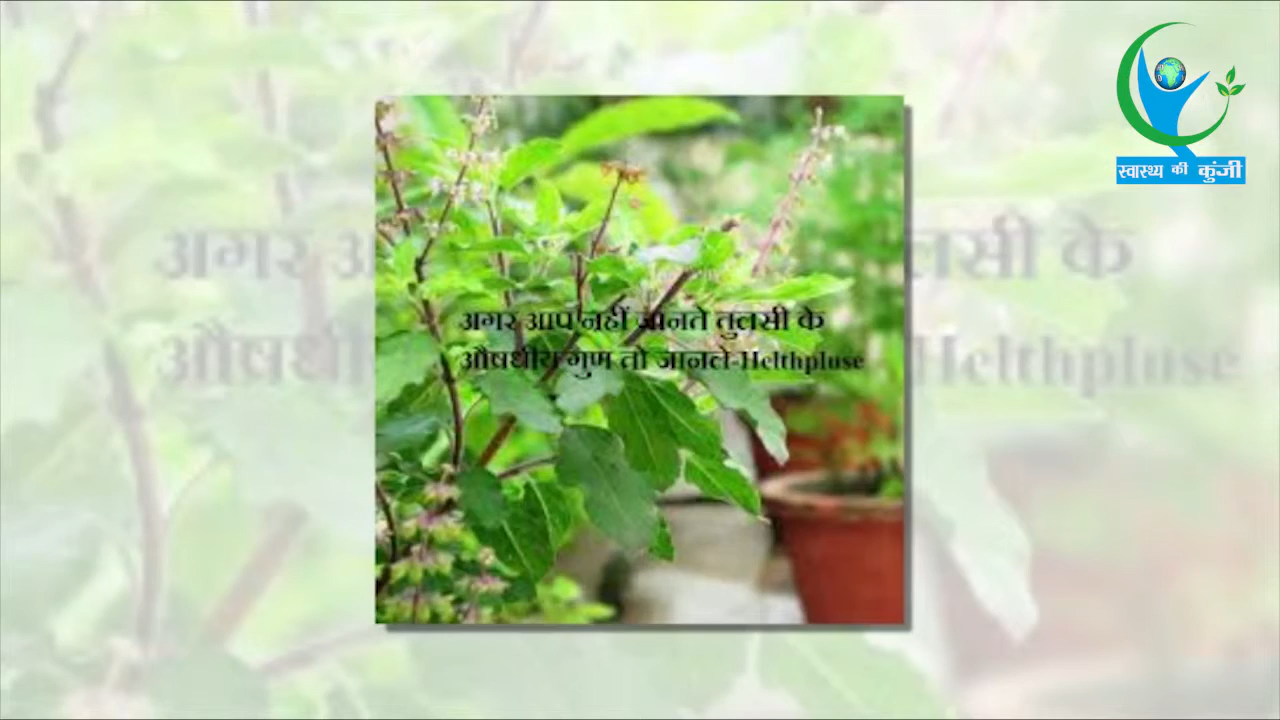 स्वास्थ्य की कुंजी
अगर आप नहीं जानते तुलसी के
औषधीय गुण तो जानले-Helthpluse